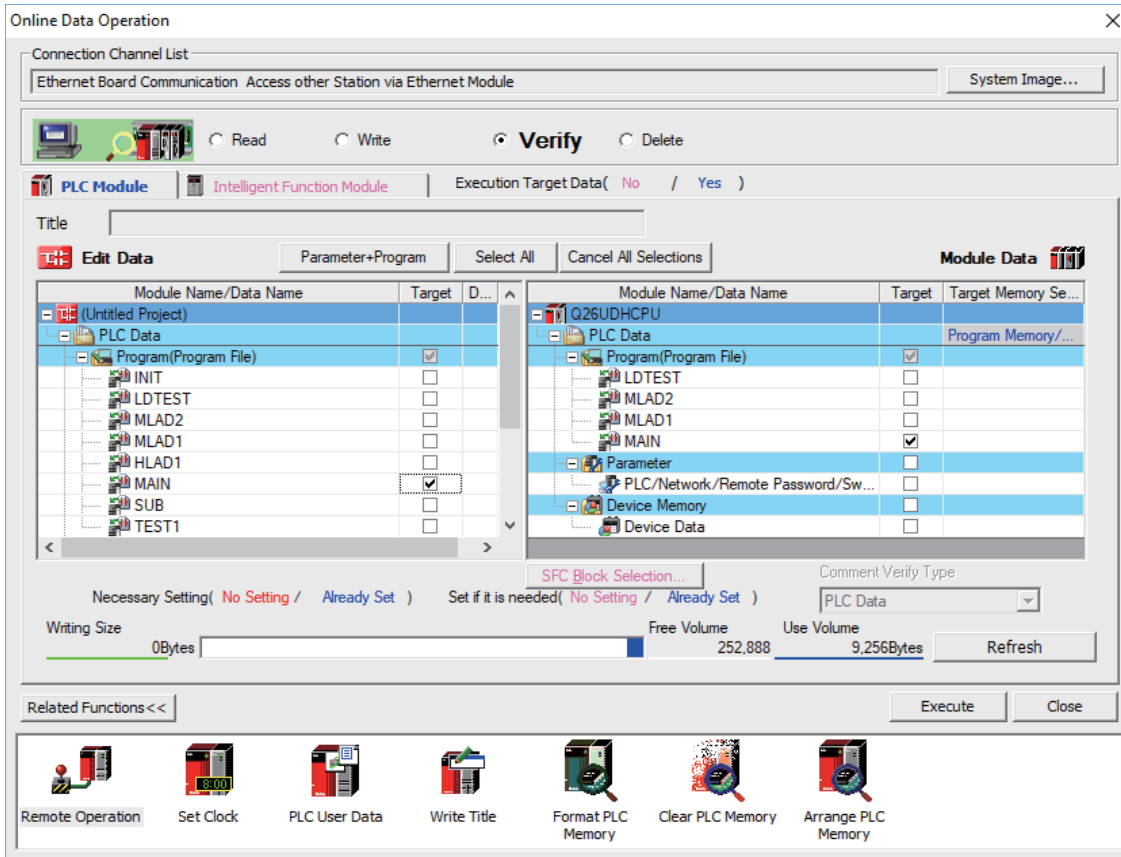 Online Data Operation
Connection Channel List
Ethernet Board Communication Access other Station via Ethernet Module
System Image...
Read Write Verify Delete
PLC Module Intelligent Function Module Execution Target Data( No / Yes )
Title
Edit Data Parameter+Program Select All Cancel All Selections Module Data
Module Name/Data Name Target D... Module Name/Data Name Target Target Memory Se...
(Untitled Project) Q26UDHCPU
PLC Data PLC Data Program Memory/...
Program(Program File) Program(Program File)
INIT LDTEST
LDTEST MLAD2
MLAD2 MLAD1
MLAD1 MAIN
HLAD1 Parameter
MAIN PLC/Network/Remote Password/Sw...
SUB Device Memory
TEST1 Device Data
SFC Block Selection... Comment Verify Type
Necessary Setting( No Setting / Already Set ) Set if it is needed( No Setting / Already Set ) PLC Data
Writing Size Free Volume Use Volume
0Bytes 252,888 9,256Bytes Refresh
Related Functions<< Execute Close
8:00
Remote Operation Set Clock PLC User Data Write Title Format PLC Memory Clear PLC Memory Arrange PLC Memory